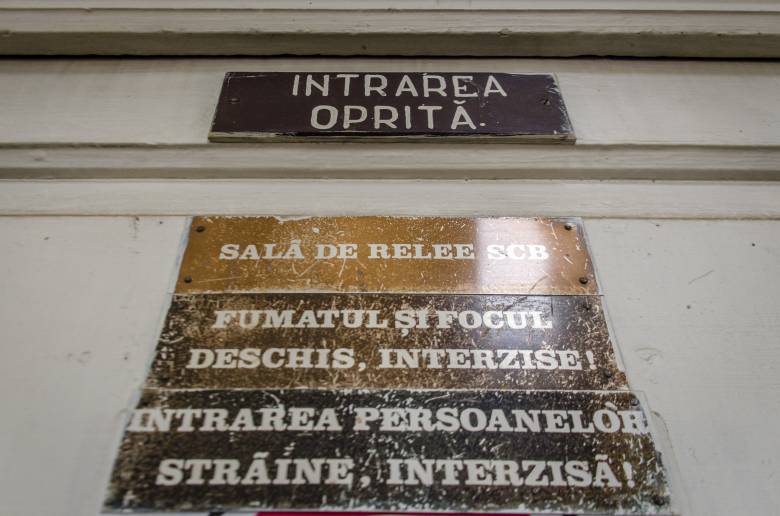 INTRAREA
OPRITĂ.
SALĂ DE RELEE SCB
FUMATUL ȘI FOCUL
DESCHIS, INTERZISE!
INTRAREA PERSOANELOR
STRĂINE, INTERZISĂ!